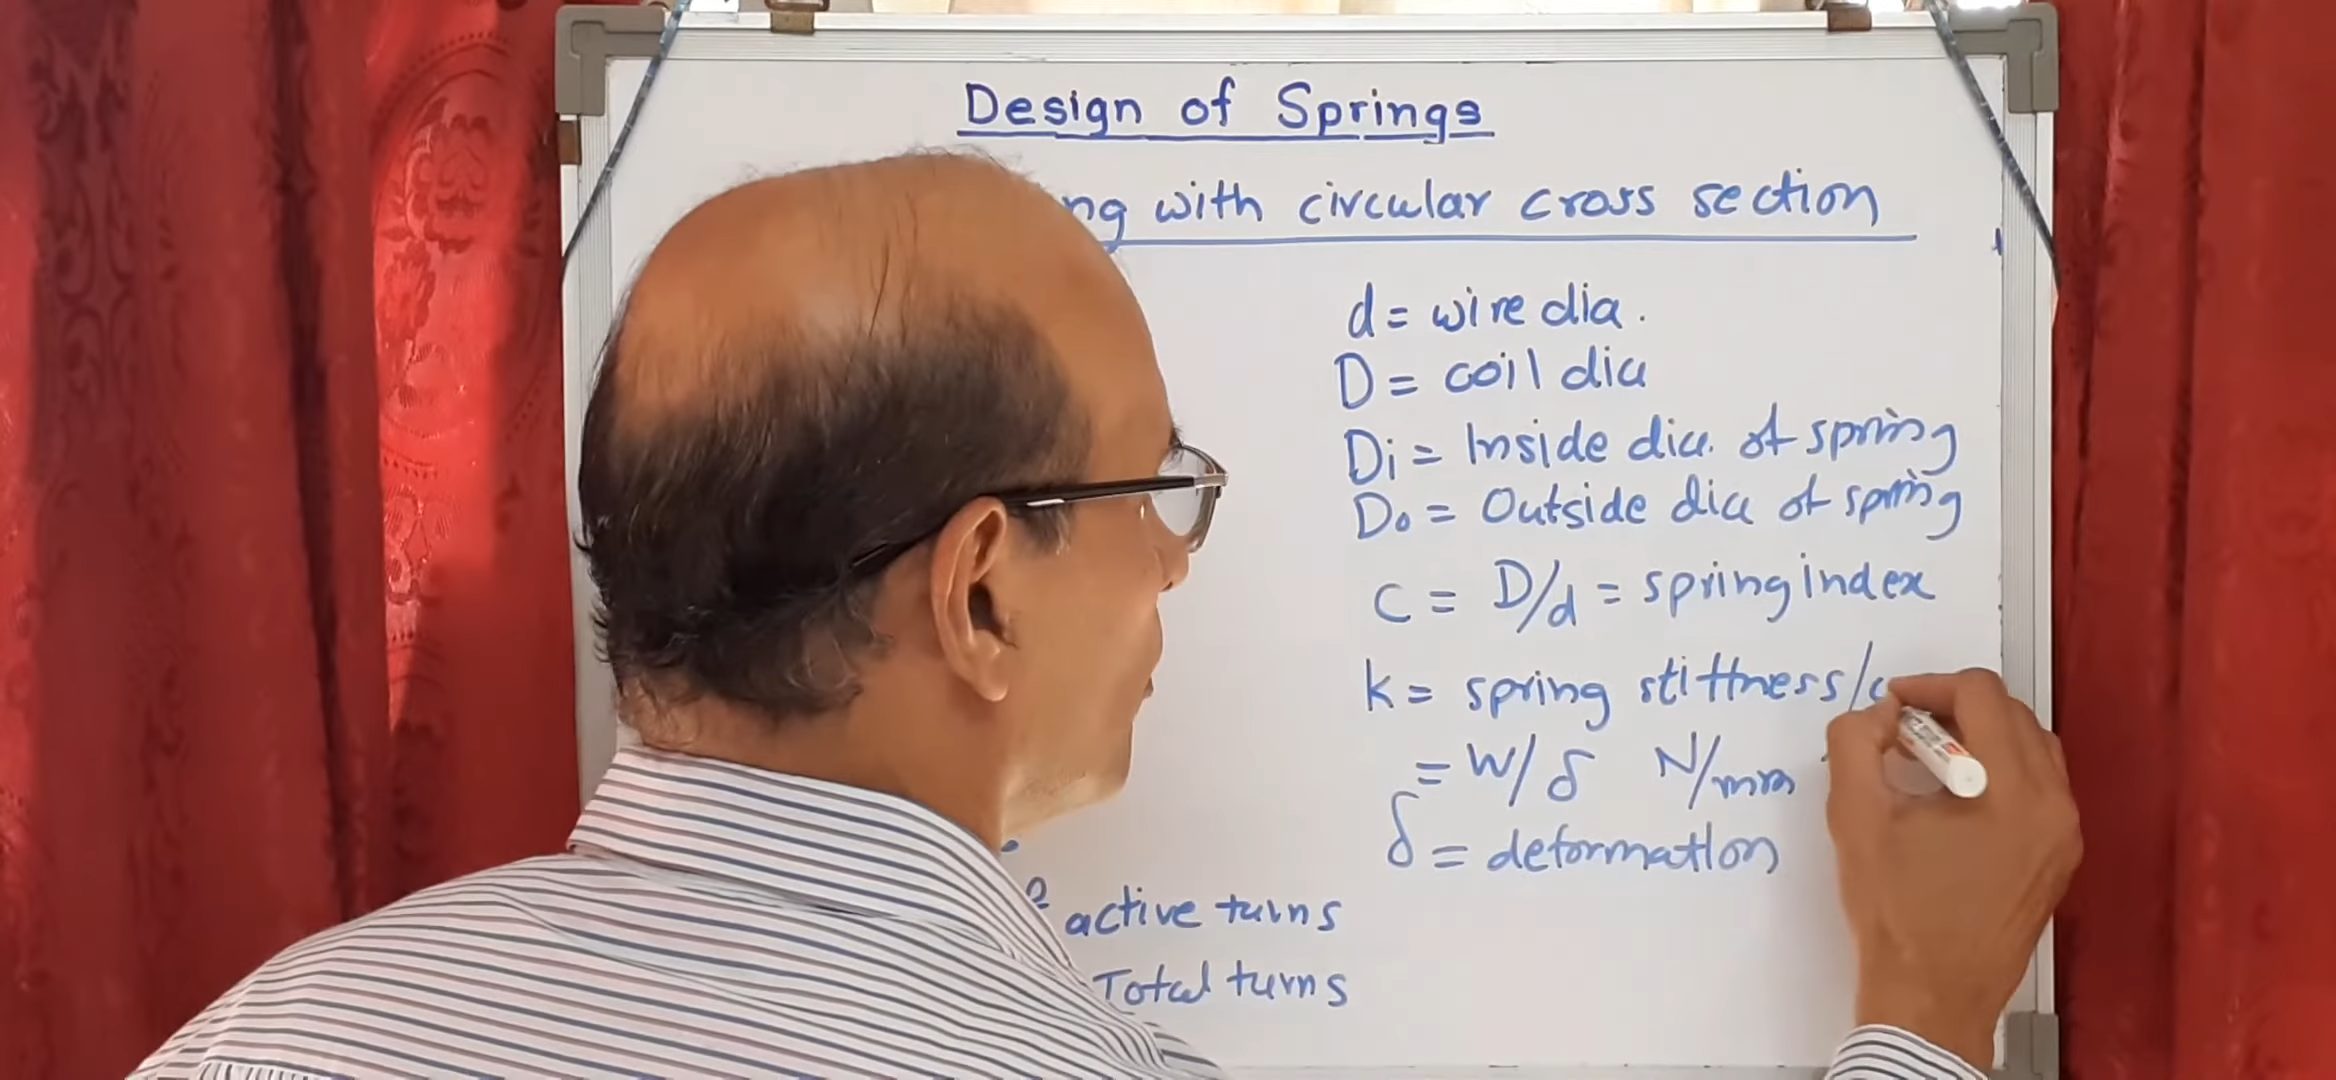 Design of Springs
with circular cross section
d = wire dia.
D = coil dia
Di = Inside dia. of spring
Do = Outside dia of spring
C = D/d = spring index
k = spring stiffness/
= W/δ N/mm
δ = deformation
active turns
Total turns